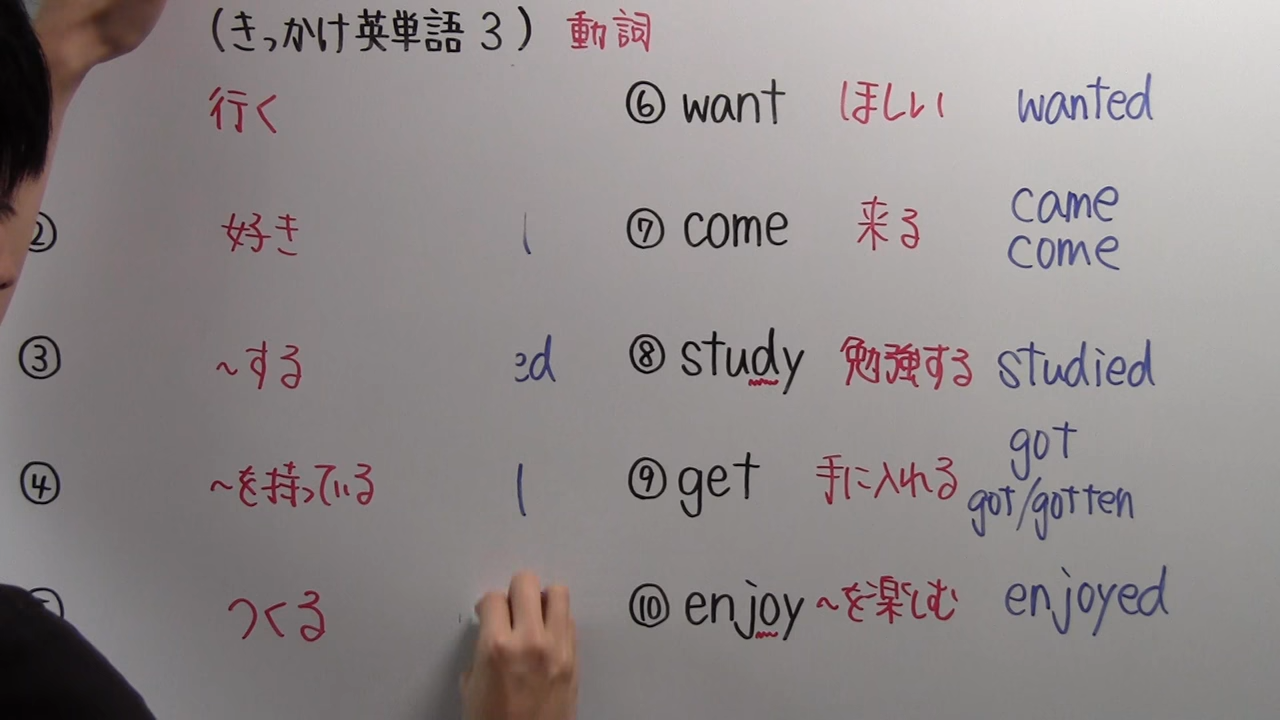 （きっかけ英単語３） 動詞
行く
② 好き
③ ～する ed
④ ～を持っている
つくる
⑥ want ほしい wanted
⑦ come 来る came
come
⑧ study 勉強する studied
⑨ get 手に入れる got
got/gotten
⑩ enjoy ～を楽しむ enjoyed